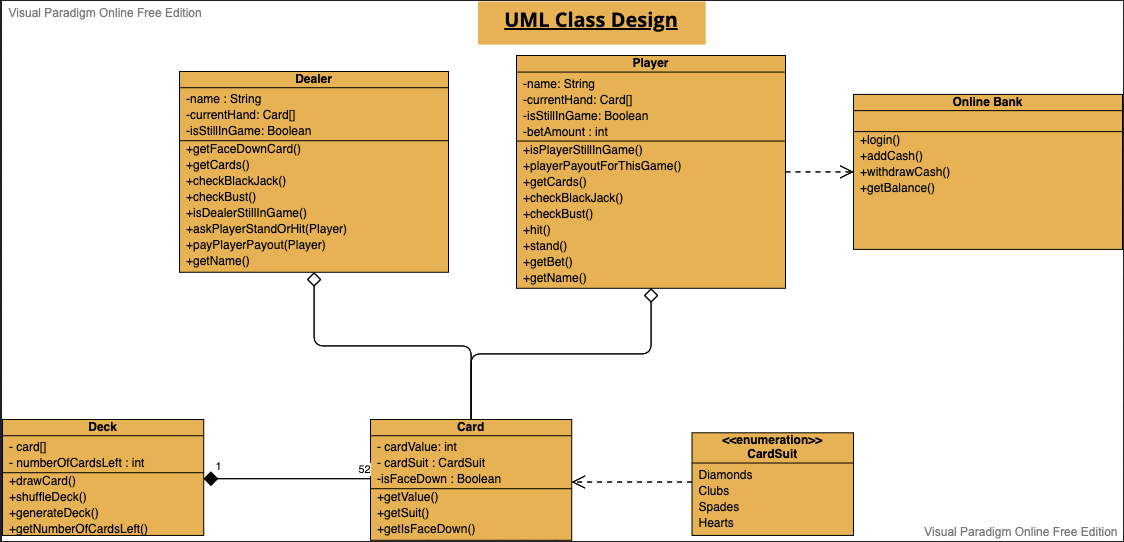 Visual Paradigm Online Free Edition
UML Class Design
Dealer
-name : String
-currentHand: Card[]
-isStillInGame: Boolean
+getFaceDownCard()
+getCards()
+checkBlackJack()
+checkBust()
+isDealerStillInGame()
+askPlayerStandOrHit(Player)
+payPlayerPayout(Player)
+getName()
Player
-name: String
-currentHand: Card[]
-isStillInGame: Boolean
-betAmount : int
+isPlayerStillInGame()
+playerPayoutForThisGame()
+getCards()
+checkBlackJack()
+checkBust()
+hit()
+stand()
+getBet()
+getName()
Online Bank
+login()
+addCash()
+withdrawCash()
+getBalance()
Deck
- card[]
- numberOfCardsLeft : int
+drawCard()
+shuffleDeck()
+generateDeck()
+getNumberOfCardsLeft()
1
52
Card
- cardValue: int
- cardSuit : CardSuit
-isFaceDown : Boolean
+getValue()
+getSuit()
+getIsFaceDown()
<<enumeration>>
CardSuit
Diamonds
Clubs
Spades
Hearts
Visual Paradigm Online Free Edition